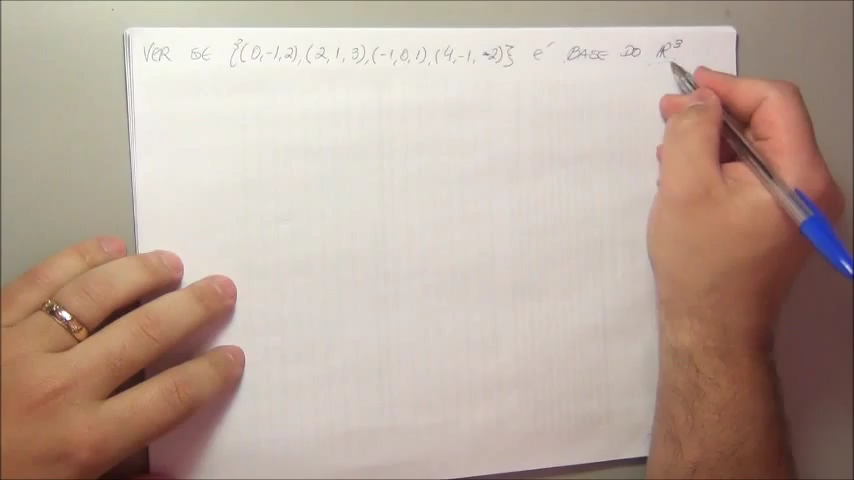 VER SE {(0,-1,2),(2,1,3),(-1,0,1),(4,-1,-2)} é BASE DO R³